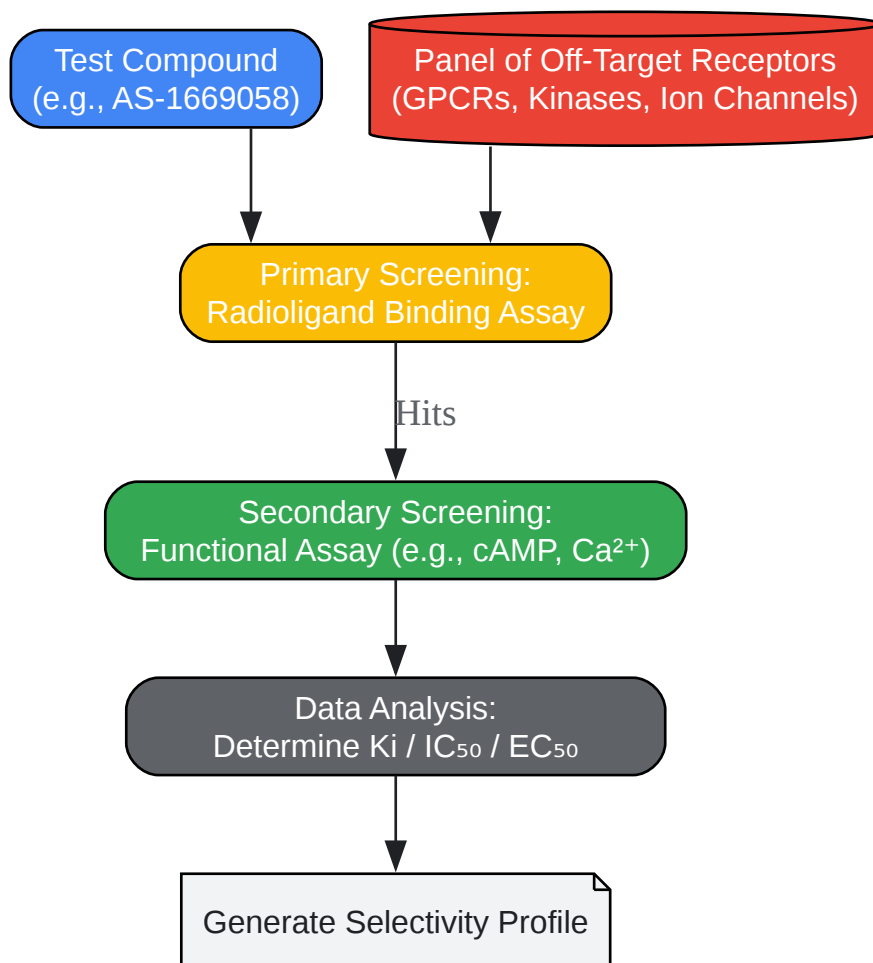 Test Compound
(e.g., AS-1669058)
Panel of Off-Target Receptors
(GPCRs, Kinases, Ion Channels)
Primary Screening:
Radioligand Binding Assay
Hits
Secondary Screening:
Functional Assay (e.g., cAMP, Ca²⁺)
Data Analysis:
Determine Ki / IC₅₀ / EC₅₀
Generate Selectivity Profile